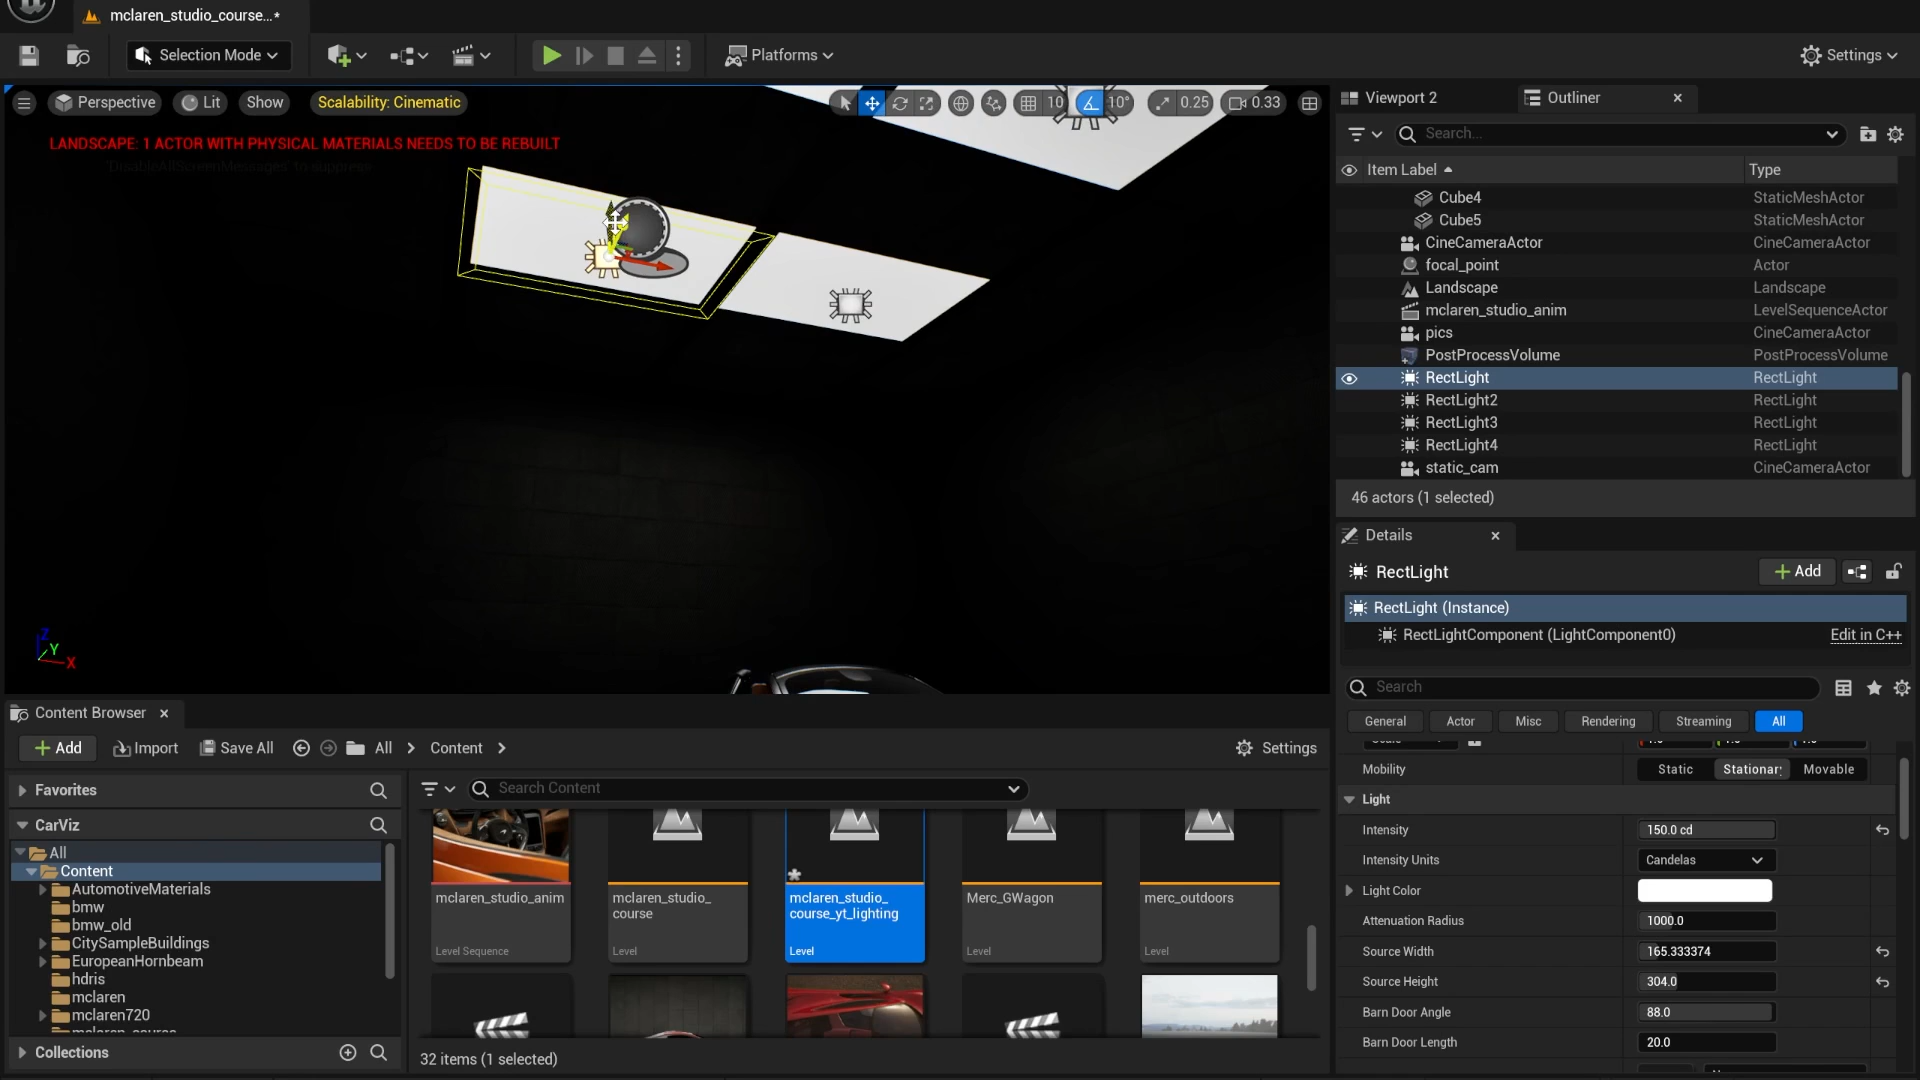 mclaren_studio_course...*
Selection Mode
Platforms
Settings
Perspective
Lit
Show
Scalability: Cinematic
10
10°
0.25
0.33
LANDSCAPE: 1 ACTOR WITH PHYSICAL MATERIALS NEEDS TO BE REBUILT
'DisableAllScreenMessages' to suppress
Z
Y
X
Viewport 2
Outliner
Search...
Item Label
Type
Cube4
StaticMeshActor
Cube5
StaticMeshActor
CineCameraActor
CineCameraActor
focal_point
Actor
Landscape
Landscape
mclaren_studio_anim
LevelSequenceActor
pics
CineCameraActor
PostProcessVolume
PostProcessVolume
RectLight
RectLight
RectLight2
RectLight
RectLight3
RectLight
RectLight4
RectLight
static_cam
CineCameraActor
46 actors (1 selected)
Details
RectLight
Add
RectLight (Instance)
RectLightComponent (LightComponent0)
Edit in C++
Search
General
Actor
Misc
Rendering
Streaming
All
Mobility
Static
Stationar
Movable
Light
Intensity
150.0 cd
Intensity Units
Candelas
Light Color
Attenuation Radius
1000.0
Source Width
165.333374
Source Height
304.0
Barn Door Angle
88.0
Barn Door Length
20.0
Content Browser
Add
Import
Save All
All
Content
Settings
Favorites
CarViz
All
Content
AutomotiveMaterials
bmw
bmw_old
CitySampleBuildings
EuropeanHornbeam
hdris
mclaren
mclaren720
Collections
Search Content
mclaren_studio_anim
Level Sequence
mclaren_studio_
course
Level
mclaren_studio_
course_yt_lighting
Level
Merc_GWagon
Level
merc_outdoors
Level
32 items (1 selected)